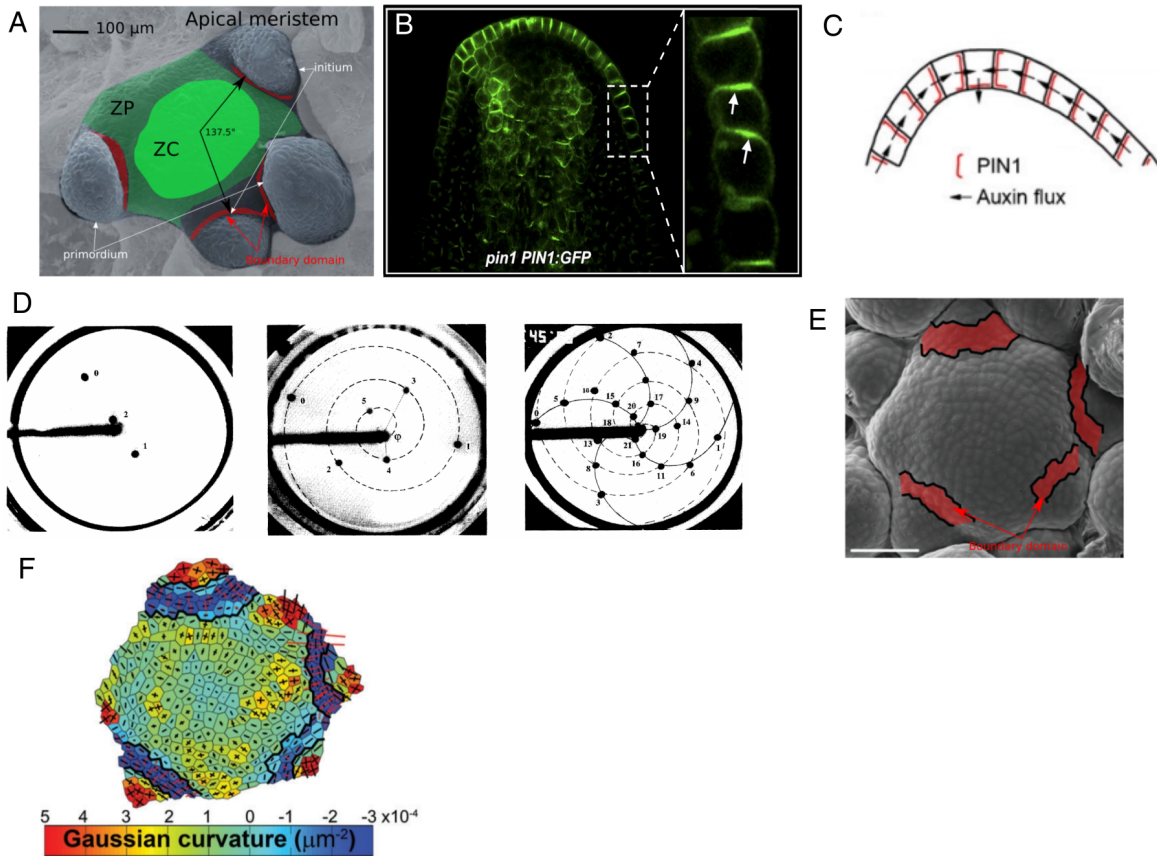 A
Apical meristem
100 µm
initium
ZP
137.5°
ZC
primordium
Boundary domain
B
pin1 PIN1:GFP
C
PIN1
Auxin flux
D
0
2
1
0
3
5
φ
1
2
4
45:
2
7
4
10
5
15
17
9
0
20
18
19
14
13
21
1
16
8
11
6
3
E
Boundary domain
F
5 4 3 2 1 0 -1 -2 -3 x10⁻⁴
Gaussian curvature (µm⁻²)